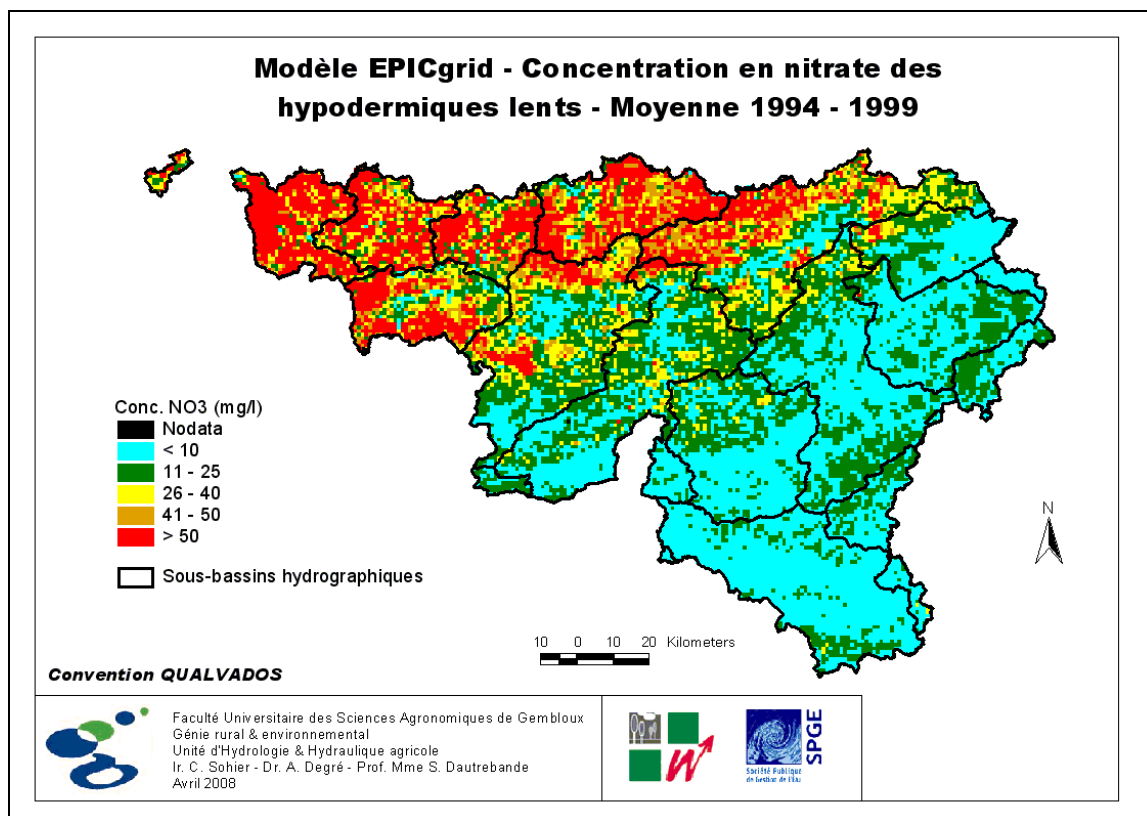 Modèle EPICgrid - Concentration en nitrate des
hypodermiques lents - Moyenne 1994 - 1999
Conc. NO3 (mg/l)
Nodata
< 10
11 - 25
26 - 40
41 - 50
> 50
Sous-bassins hydrographiques
N
10 0 10 20 Kilometers
Convention QUALVADOS
Faculté Universitaire des Sciences Agronomiques de Gembloux
Génie rural & environnemental
Unité d'Hydrologie & Hydraulique agricole
Ir. C. Sohier - Dr. A. Degré - Prof. Mme S. Dautrebande
Avril 2008
W
SPGE
Société Publique
de Gestion de l'Eau